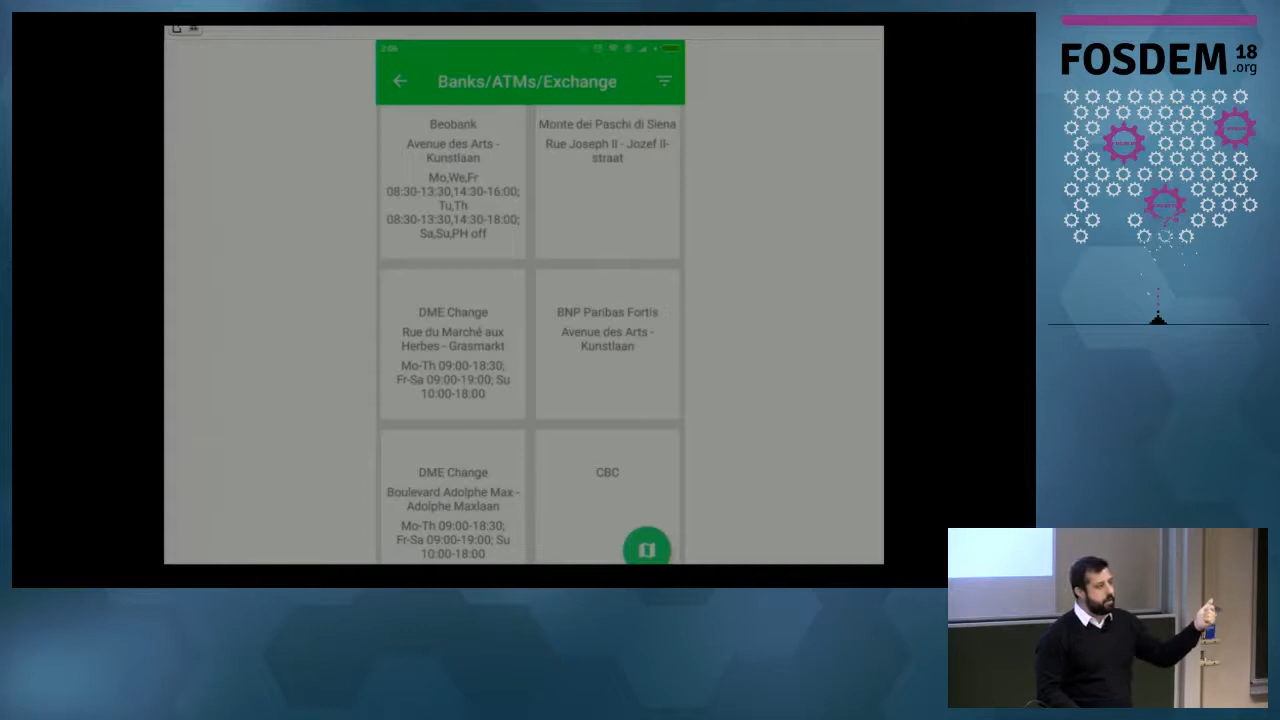 2:06
Banks/ATMs/Exchange
Beobank
Avenue des Arts -
Kunstlaan
Mo,We,Fr
08:30-13:30,14:30-16:00;
Tu,Th
08:30-13:30,14:30-18:00;
Sa,Su,PH off
Monte dei Paschi di Siena
Rue Joseph II - Jozef II-
straat
DME Change
Rue du Marché aux
Herbes - Grasmarkt
Mo-Th 09:00-18:30;
Fr-Sa 09:00-19:00; Su
10:00-18:00
BNP Paribas Fortis
Avenue des Arts -
Kunstlaan
DME Change
Boulevard Adolphe Max -
Adolphe Maxlaan
Mo-Th 09:00-18:30;
Fr-Sa 09:00-19:00; Su
10:00-18:00
CBC
FOSDEM 18
.org